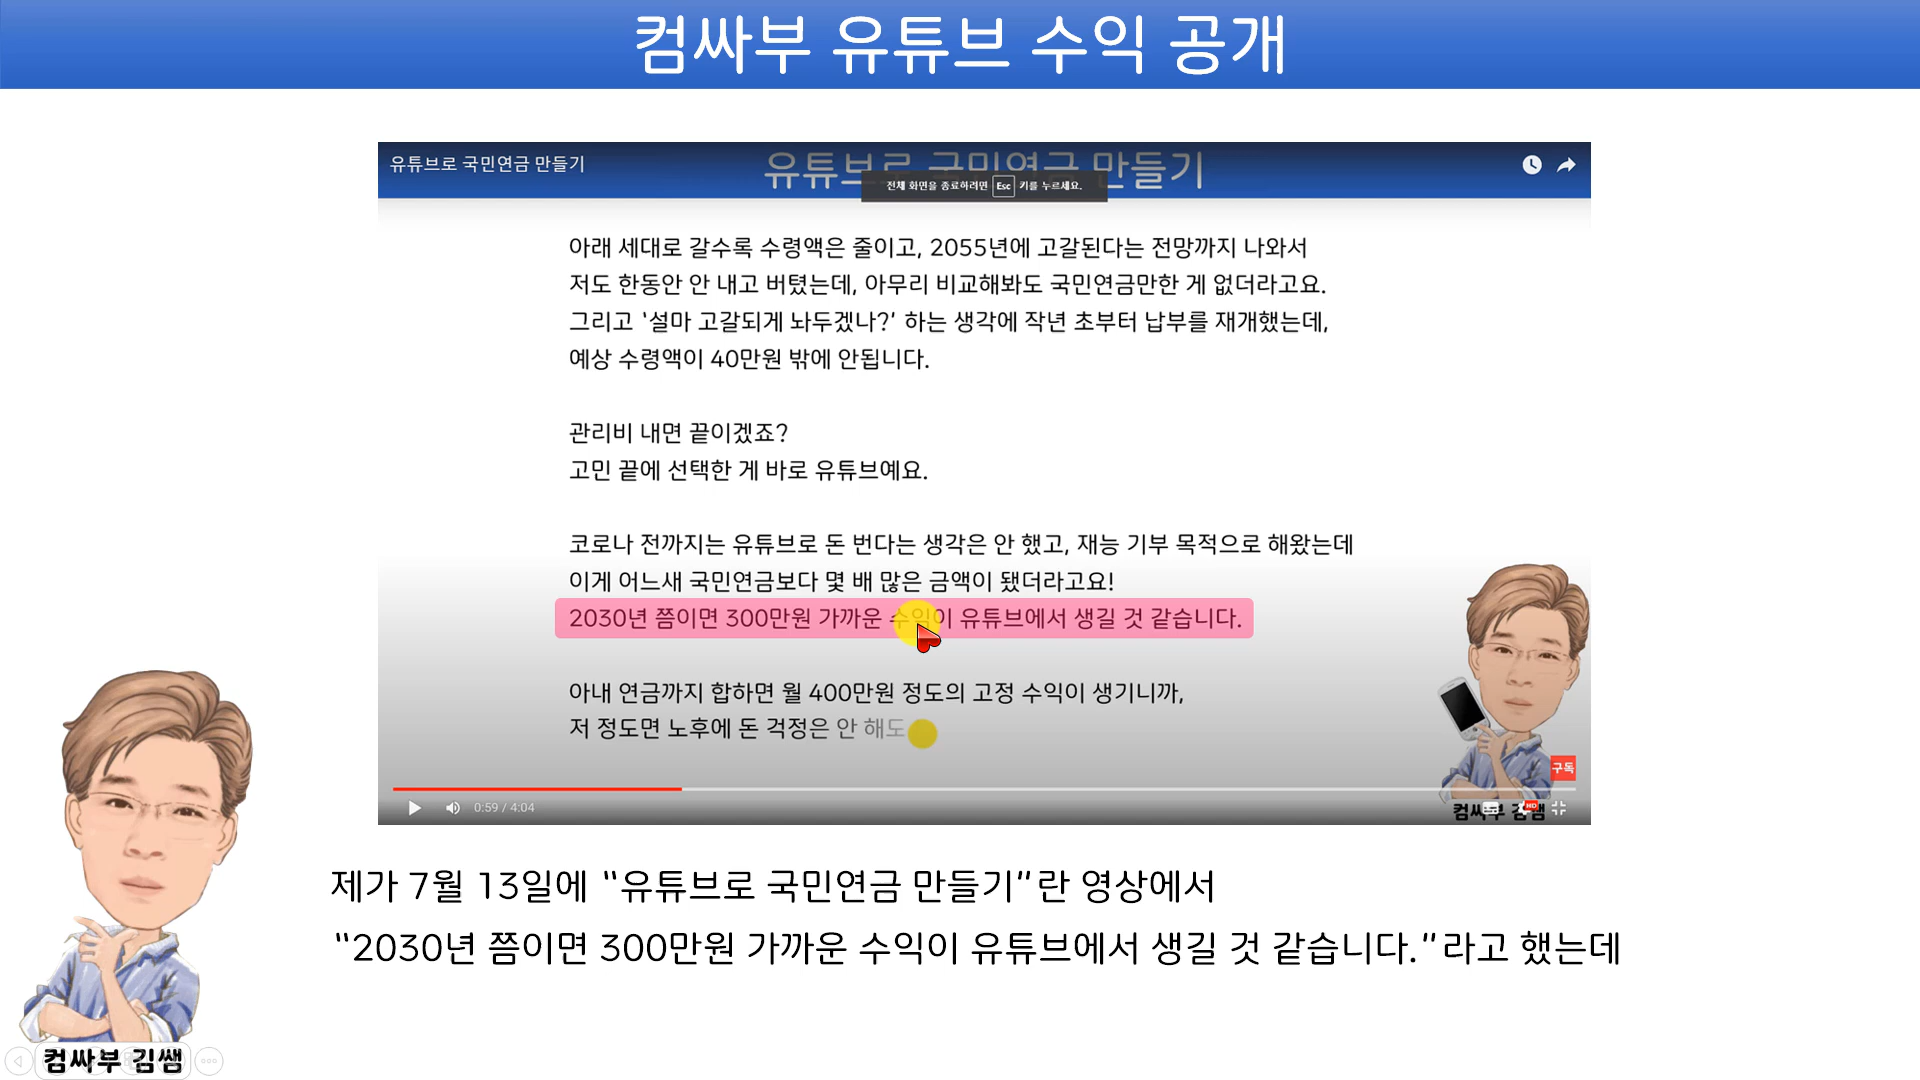 컴싸부 유튜브 수익 공개
유튜브로 국민연금 만들기
유튜브로 국민연금 만들기
전체 화면을 종료하려면 Esc 키를 누르세요.
아래 세대로 갈수록 수령액은 줄이고, 2055년에 고갈된다는 전망까지 나와서
저도 한동안 안 내고 버텼는데, 아무리 비교해봐도 국민연금만한 게 없더라고요.
그리고 '설마 고갈되게 놔두겠나?' 하는 생각에 작년 초부터 납부를 재개했는데,
예상 수령액이 40만원 밖에 안됩니다.
관리비 내면 끝이겠죠?
고민 끝에 선택한 게 바로 유튜브예요.
코로나 전까지는 유튜브로 돈 번다는 생각은 안 했고, 재능 기부 목적으로 해왔는데
이게 어느새 국민연금보다 몇 배 많은 금액이 됐더라고요!
2030년 쯤이면 300만원 가까운 수익이 유튜브에서 생길 것 같습니다.
아내 연금까지 합하면 월 400만원 정도의 고정 수익이 생기니까,
저 정도면 노후에 돈 걱정은 안 해도
구독
0:59 / 4:04
HD
컴싸부 김쌤
제가 7월 13일에 "유튜브로 국민연금 만들기"란 영상에서
"2030년 쯤이면 300만원 가까운 수익이 유튜브에서 생길 것 같습니다."라고 했는데
컴싸부 김쌤